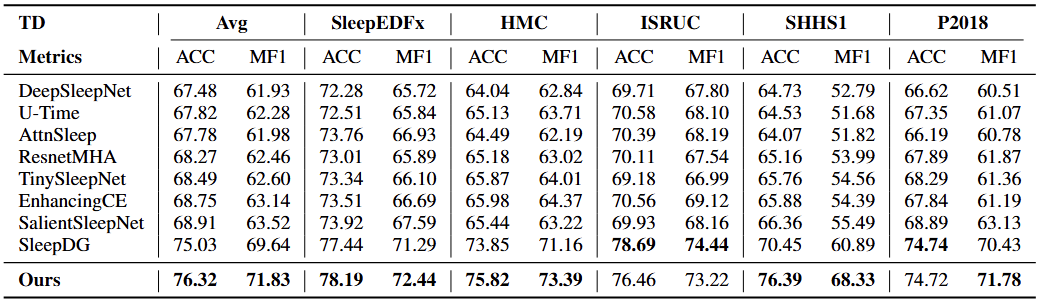 TD Avg SleepEDFx HMC ISRUC SHHS1 P2018
Metrics ACC MF1 ACC MF1 ACC MF1 ACC MF1 ACC MF1 ACC MF1
DeepSleepNet 67.48 61.93 72.28 65.72 64.04 62.84 69.71 67.80 64.73 52.79 66.62 60.51
U-Time 67.82 62.28 72.51 65.84 65.13 63.71 70.58 68.10 64.53 51.68 67.35 61.07
AttnSleep 67.78 61.98 73.76 66.93 64.49 62.19 70.39 68.19 64.07 51.82 66.19 60.78
ResnetMHA 68.27 62.46 73.01 65.89 65.18 63.02 70.11 67.54 65.16 53.99 67.89 61.87
TinySleepNet 68.49 62.60 73.34 66.10 65.87 64.01 69.18 66.99 65.76 54.56 68.29 61.36
EnhancingCE 68.75 63.14 73.51 66.69 65.98 64.37 70.56 69.12 65.88 54.39 67.84 61.19
SalientSleepNet 68.91 63.52 73.92 67.59 65.44 63.22 69.93 68.16 66.36 55.49 68.89 63.13
SleepDG 75.03 69.64 77.44 71.29 73.85 71.16 78.69 74.44 70.45 60.89 74.74 70.43
Ours 76.32 71.83 78.19 72.44 75.82 73.39 76.46 73.22 76.39 68.33 74.72 71.78